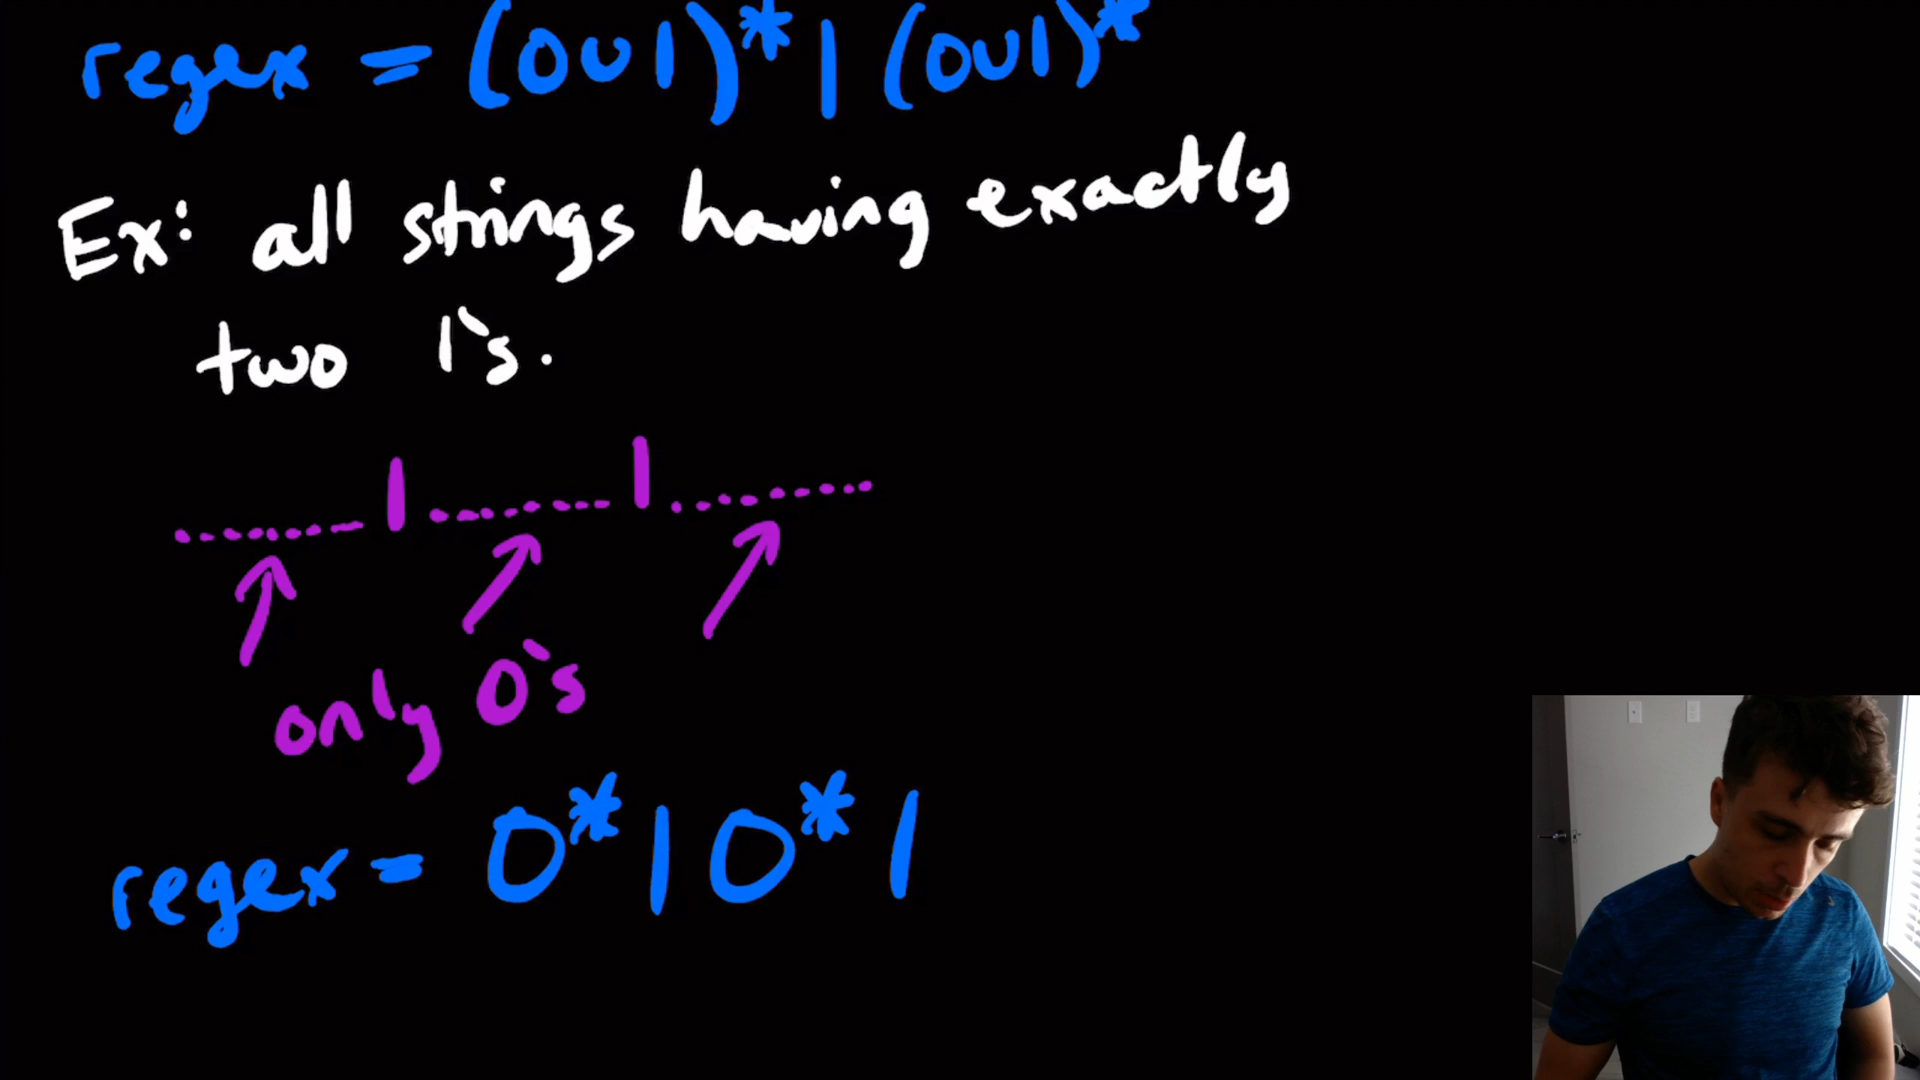 regex = (0∪1)*1(0∪1)*
Ex: all strings having exactly
two 1's.
1 1
only 0's
regex = 0*10*1